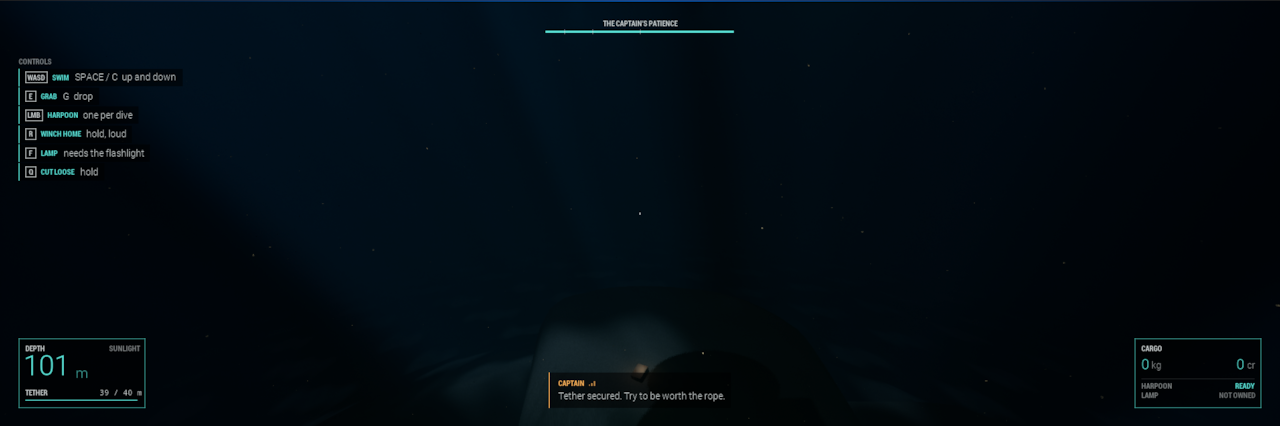 THE CAPTAIN'S PATIENCE
CONTROLS
WASD SWIM SPACE / C up and down
E GRAB G drop
LMB HARPOON one per dive
R WINCH HOME hold, loud
F LAMP needs the flashlight
Q CUT LOOSE hold
DEPTH SUNLIGHT
101 m
TETHER 39 / 40 m
CAPTAIN
Tether secured. Try to be worth the rope.
CARGO
0 kg 0 cr
HARPOON READY
LAMP NOT OWNED